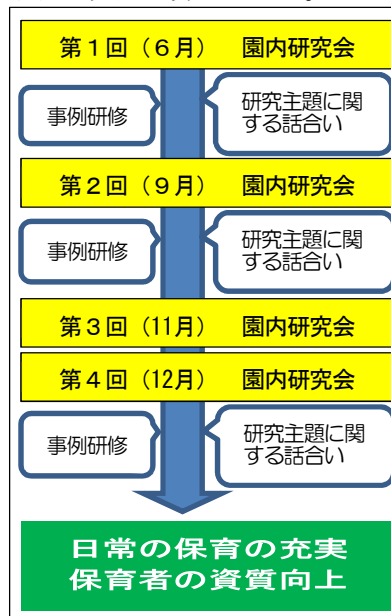 第１回（６月）　園内研究会
事例研修
研究主題に関
する話合い
第２回（９月）　園内研究会
事例研修
研究主題に関
する話合い
第３回（11月）　園内研究会
第４回（12月）　園内研究会
事例研修
研究主題に関
する話合い
日常の保育の充実
保育者の資質向上